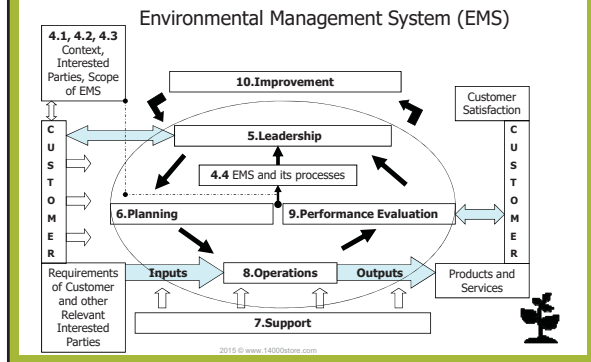 Environmental Management System (EMS)
4.1, 4.2, 4.3
Context,
Interested
Parties, Scope
of EMS
10.Improvement
Customer
Satisfaction
C
U
S
T
O
M
E
R
5.Leadership
4.4 EMS and its processes
6.Planning
9.Performance Evaluation
C
U
S
T
O
M
E
R
Requirements
of Customer
and other
Relevant
Interested
Parties
Inputs
8.Operations
Outputs
Products and
Services
7.Support
2015 © www.14000store.com